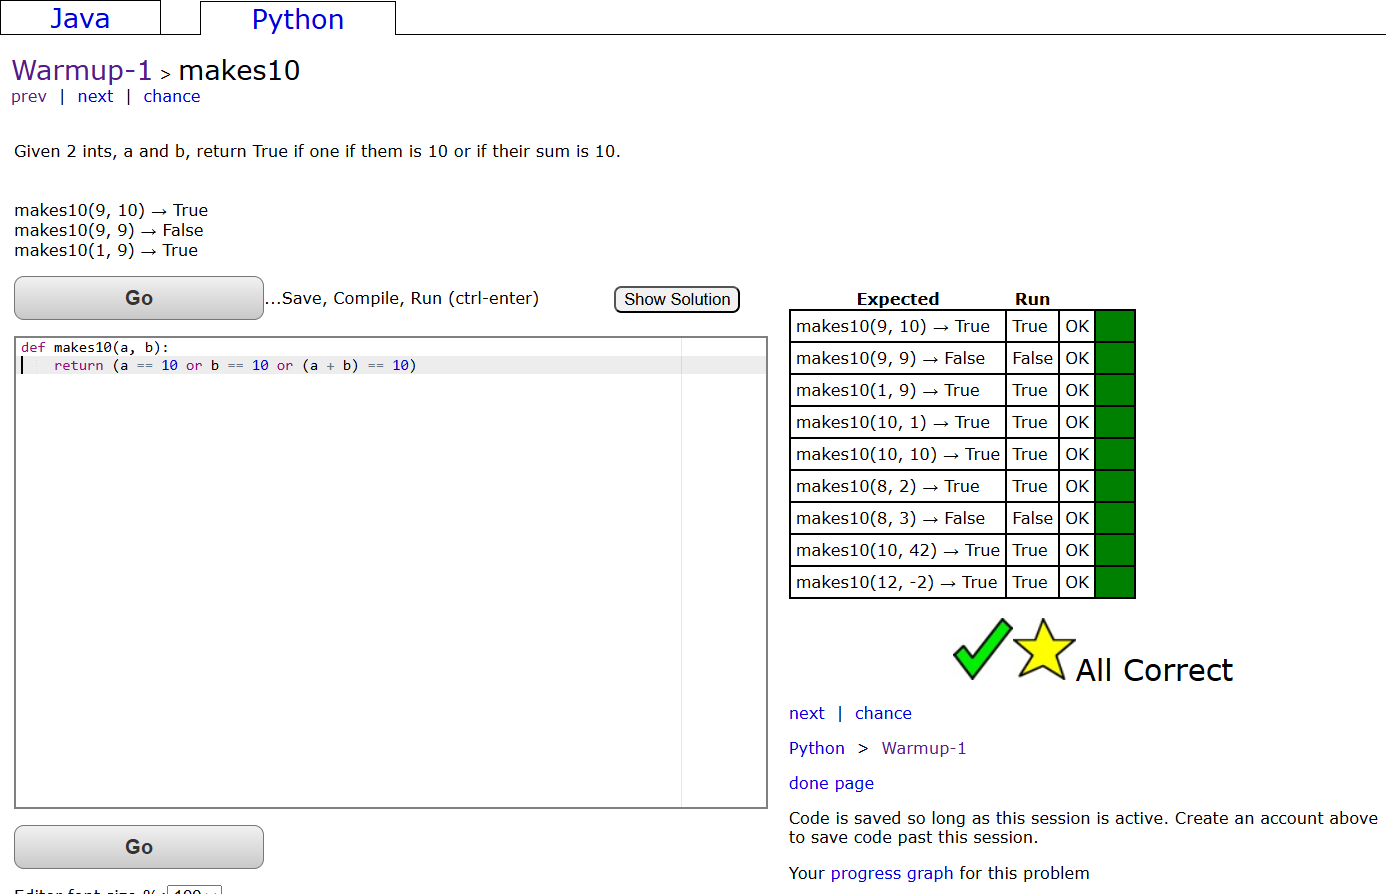 Java
Python
Warmup-1 > makes10
prev | next | chance
Given 2 ints, a and b, return True if one if them is 10 or if their sum is 10.
makes10(9, 10) → True
makes10(9, 9) → False
makes10(1, 9) → True
Go ...Save, Compile, Run (ctrl-enter) Show Solution
def makes10(a, b):
    return (a == 10 or b == 10 or (a + b) == 10)
Go
Editor font size %: 100
Expected Run
makes10(9, 10) → True True OK
makes10(9, 9) → False False OK
makes10(1, 9) → True True OK
makes10(10, 1) → True True OK
makes10(10, 10) → True True OK
makes10(8, 2) → True True OK
makes10(8, 3) → False False OK
makes10(10, 42) → True True OK
makes10(12, -2) → True True OK
All Correct
next | chance
Python > Warmup-1
done page
Code is saved so long as this session is active. Create an account above
to save code past this session.
Your progress graph for this problem